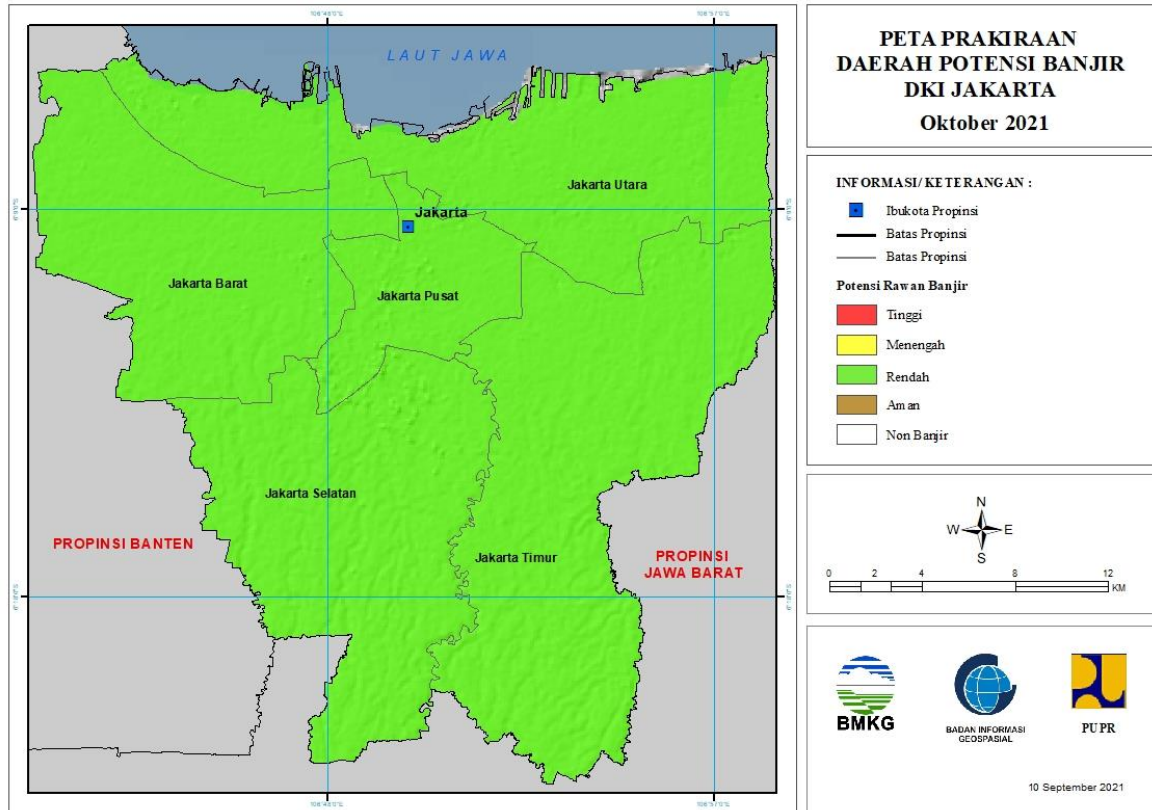 PETA PRAKIRAAN
DAERAH POTENSI BANJIR
DKI JAKARTA
Oktober 2021
LAUT JAWA
Jakarta Utara
Jakarta
Jakarta Barat
Jakarta Pusat
Jakarta Selatan
Jakarta Timur
PROPINSI BANTEN
PROPINSI
JAWA BARAT
INFORMASI/KETERANGAN :
Ibukota Propinsi
Batas Propinsi
Batas Propinsi
Potensi Rawan Banjir
Tinggi
Menengah
Rendah
Aman
Non Banjir
N
W E
S
0 2 4 8 12
KM
BMKG
BADAN INFORMASI
GEOSPASIAL
PUPR
10 September 2021